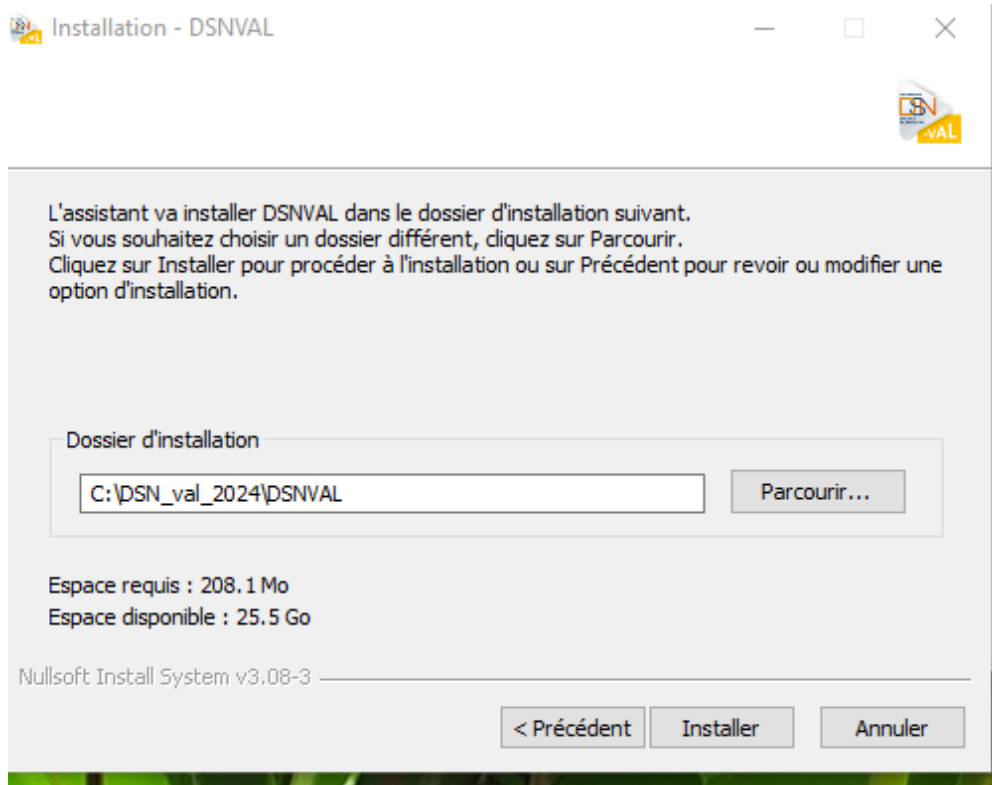 Installation - DSNVAL
DSN
-VAL
L'assistant va installer DSNVAL dans le dossier d'installation suivant.
Si vous souhaitez choisir un dossier différent, cliquez sur Parcourir.
Cliquez sur Installer pour procéder à l'installation ou sur Précédent pour revoir ou modifier une
option d'installation.
Dossier d'installation
C:\DSN_val_2024\DSNVAL
Parcourir...
Espace requis : 208.1 Mo
Espace disponible : 25.5 Go
Nullsoft Install System v3.08-3
< Précédent
Installer
Annuler